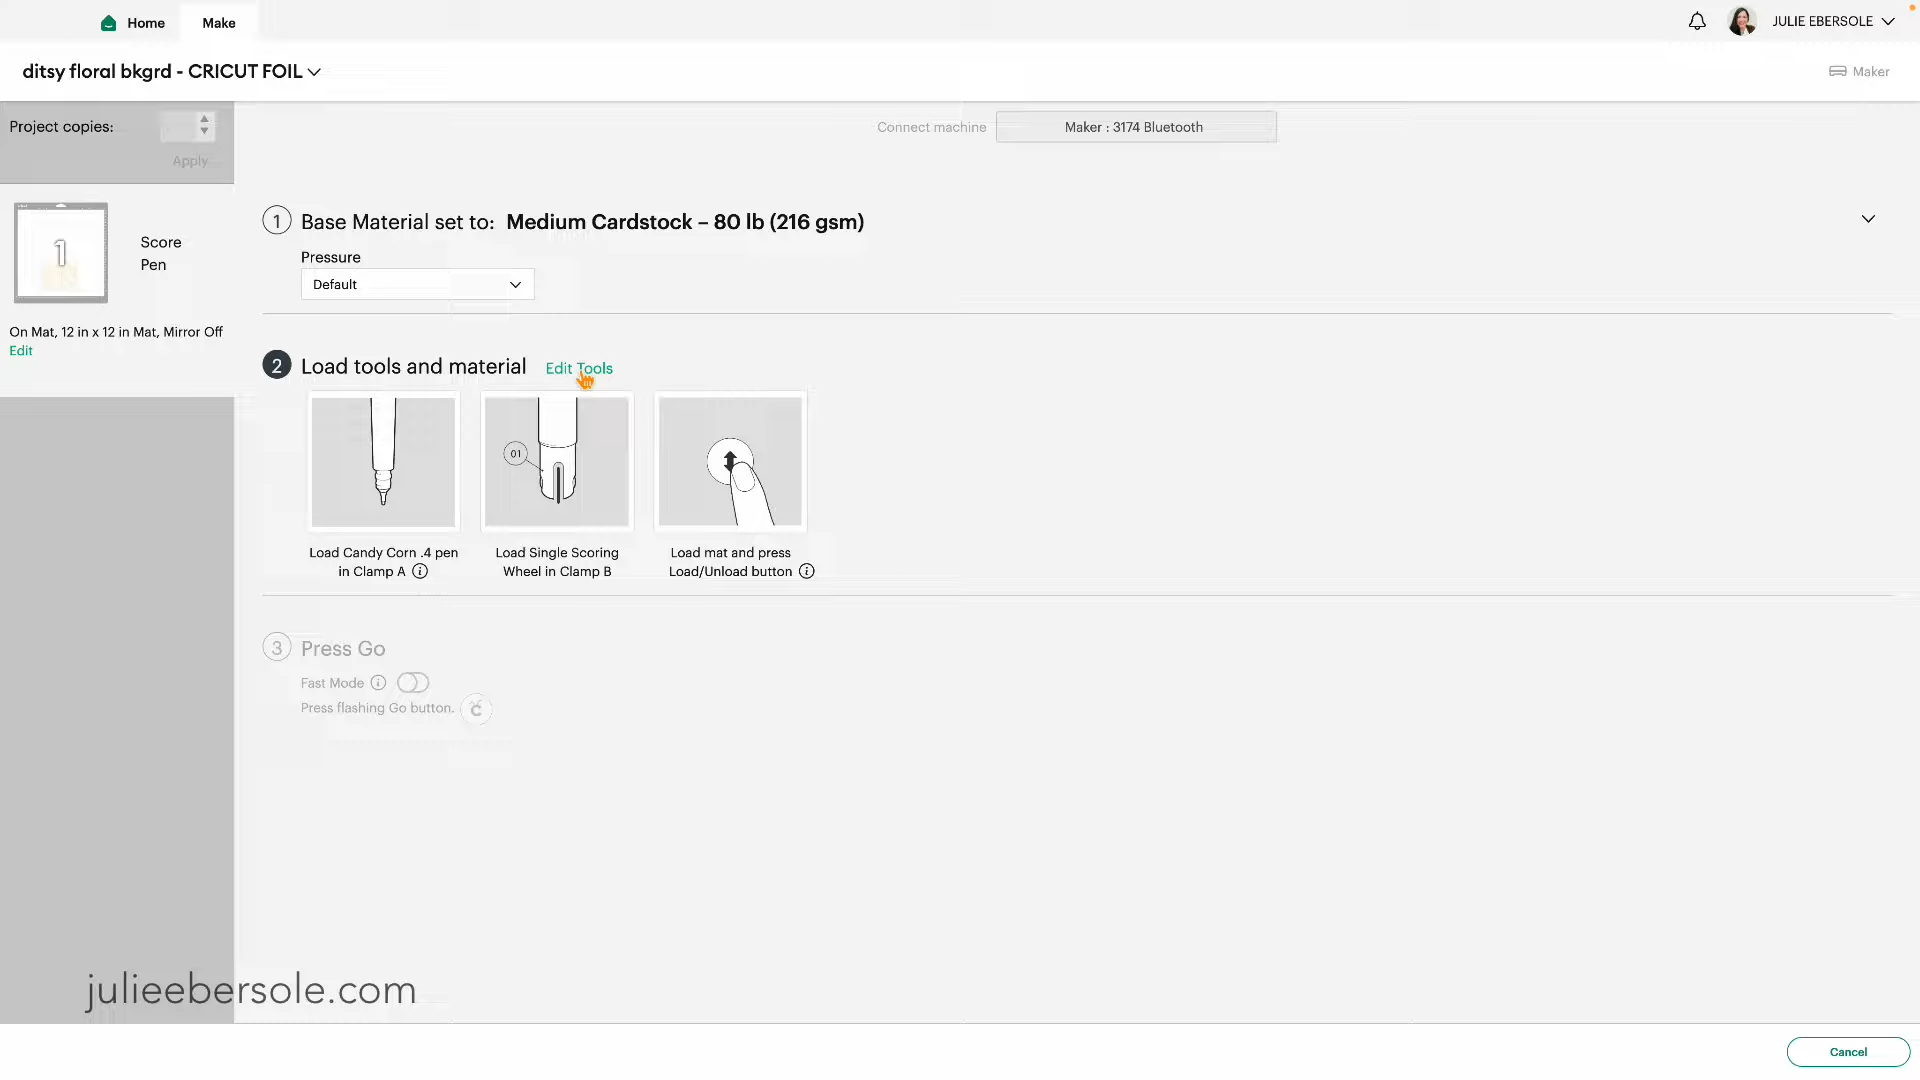 Home
Make
JULIE EBERSOLE
ditsy floral bkgrd - CRICUT FOIL
Maker
Project copies:
Apply
Connect machine
Maker : 3174 Bluetooth
1
Score
Pen
On Mat, 12 in x 12 in Mat, Mirror Off
Edit
1 Base Material set to: Medium Cardstock – 80 lb (216 gsm)
Pressure
Default
2 Load tools and material Edit Tools
01
Load Candy Corn .4 pen
in Clamp A
Load Single Scoring
Wheel in Clamp B
Load mat and press
Load/Unload button
3 Press Go
Fast Mode
Press flashing Go button.
julieebersole.com
Cancel